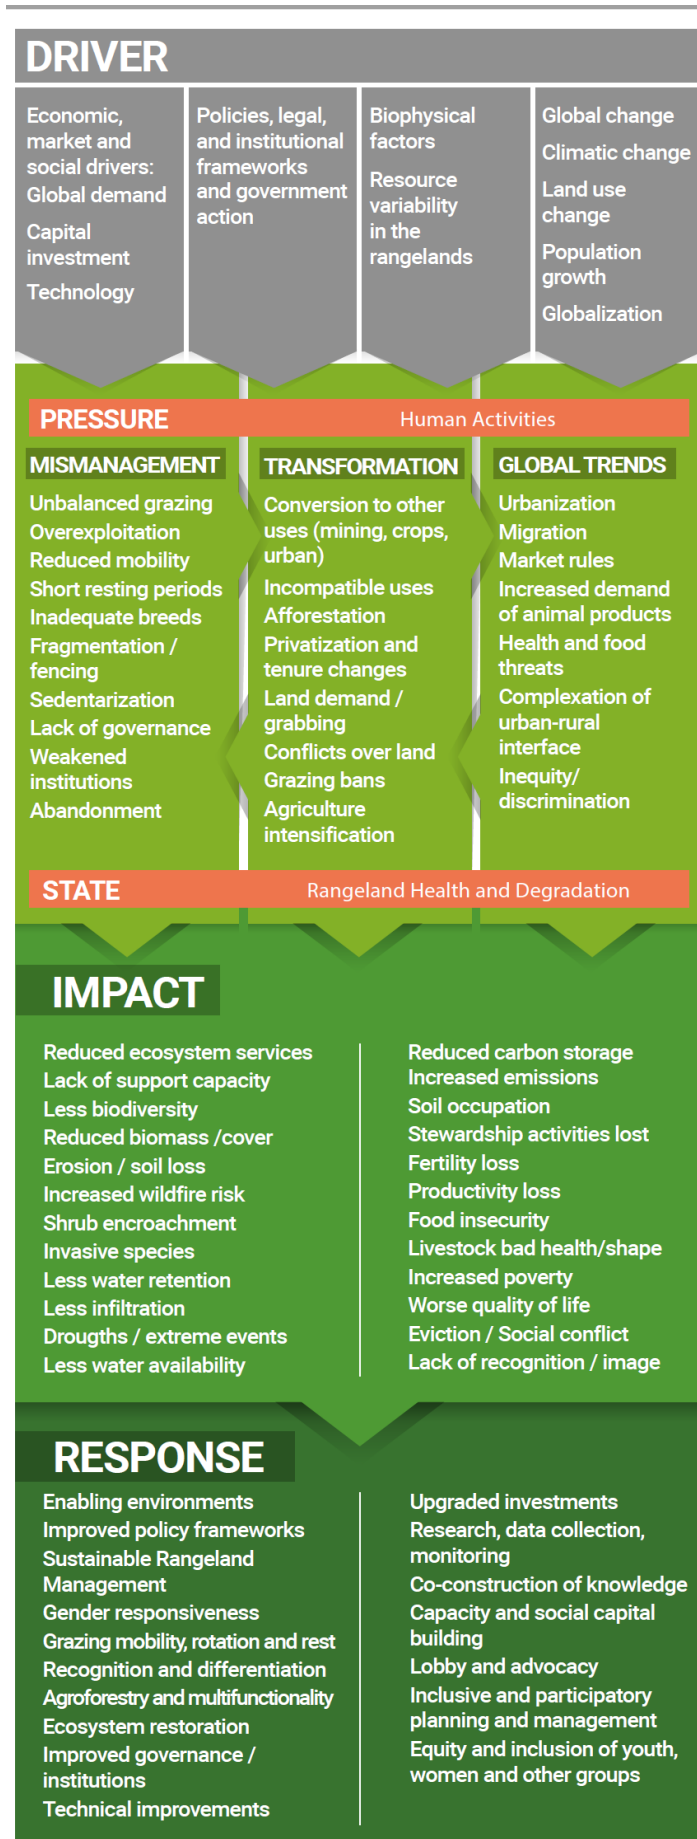 DRIVER
Economic,
market and
social drivers:
Global demand
Capital
investment
Technology
Policies, legal,
and institutional
frameworks
and government
action
Biophysical
factors
Resource
variability
in the
rangelands
Global change
Climatic change
Land use
change
Population
growth
Globalization
PRESSURE
Human Activities
MISMANAGEMENT
Unbalanced grazing
Overexploitation
Reduced mobility
Short resting periods
Inadequate breeds
Fragmentation /
fencing
Sedentarization
Lack of governance
Weakened
institutions
Abandonment
TRANSFORMATION
Conversion to other
uses (mining, crops,
urban)
Incompatible uses
Afforestation
Privatization and
tenure changes
Land demand /
grabbing
Conflicts over land
Grazing bans
Agriculture
intensification
GLOBAL TRENDS
Urbanization
Migration
Market rules
Increased demand
of animal products
Health and food
threats
Complexation of
urban-rural
interface
Inequity/
discrimination
STATE
Rangeland Health and Degradation
IMPACT
Reduced ecosystem services
Lack of support capacity
Less biodiversity
Reduced biomass /cover
Erosion / soil loss
Increased wildfire risk
Shrub encroachment
Invasive species
Less water retention
Less infiltration
Drougths / extreme events
Less water availability
Reduced carbon storage
Increased emissions
Soil occupation
Stewardship activities lost
Fertility loss
Productivity loss
Food insecurity
Livestock bad health/shape
Increased poverty
Worse quality of life
Eviction / Social conflict
Lack of recognition / image
RESPONSE
Enabling environments
Improved policy frameworks
Sustainable Rangeland
Management
Gender responsiveness
Grazing mobility, rotation and rest
Recognition and differentiation
Agroforestry and multifunctionality
Ecosystem restoration
Improved governance /
institutions
Technical improvements
Upgraded investments
Research, data collection,
monitoring
Co-construction of knowledge
Capacity and social capital
building
Lobby and advocacy
Inclusive and participatory
planning and management
Equity and inclusion of youth,
women and other groups